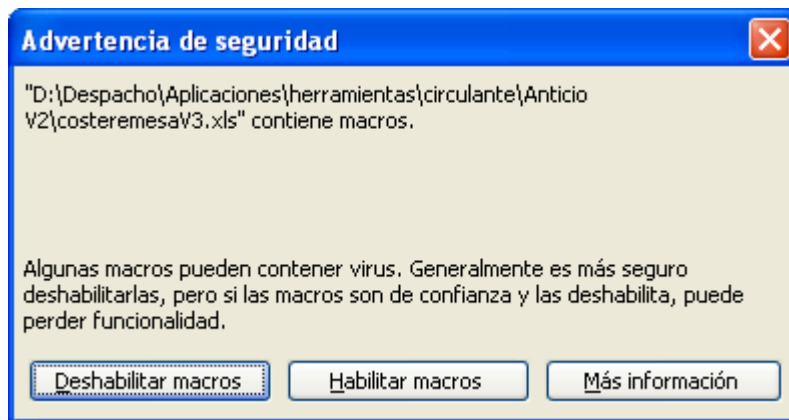 Advertencia de seguridad
"D:\Despacho\Aplicaciones\herramientas\circulante\Anticio
V2\costeremesaV3.xls" contiene macros.
Algunas macros pueden contener virus. Generalmente es más seguro
deshabilitarlas, pero si las macros son de confianza y las deshabilita, puede
perder funcionalidad.
Deshabilitar macros
Habilitar macros
Más información